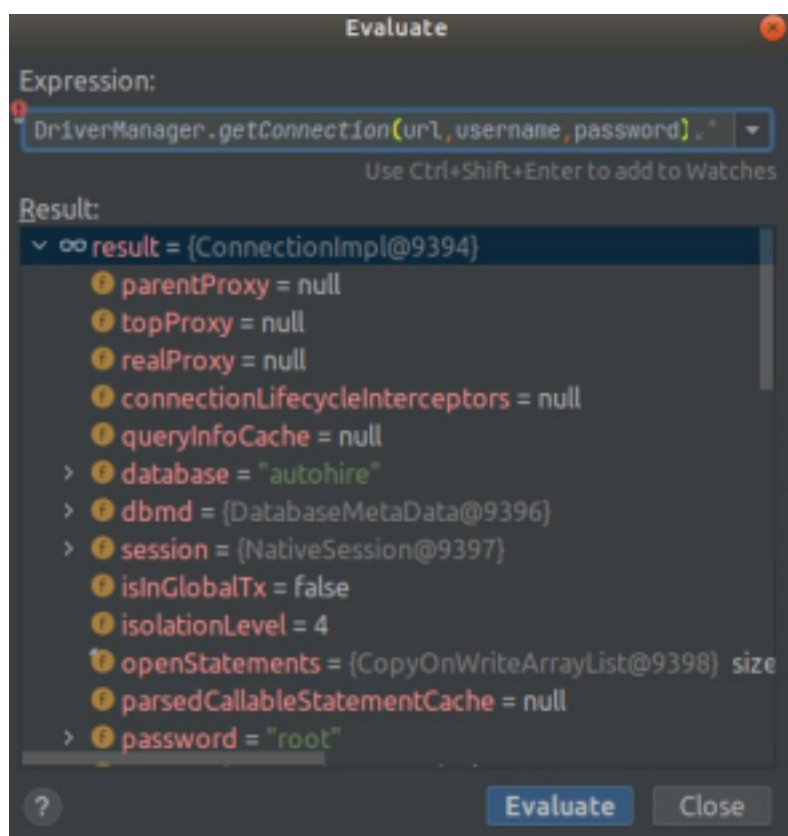 Evaluate
Expression:
DriverManager.getConnection(url,username,password)
Use Ctrl+Shift+Enter to add to Watches
Result:
result = {ConnectionImpl@9394}
parentProxy = null
topProxy = null
realProxy = null
connectionLifecycleInterceptors = null
queryInfoCache = null
database = "autohire"
dbmd = {DatabaseMetaData@9396}
session = {NativeSession@9397}
isInGlobalTx = false
isolationLevel = 4
openStatements = {CopyOnWriteArrayList@9398} size
parsedCallableStatementCache = null
password = "root"
? Evaluate Close